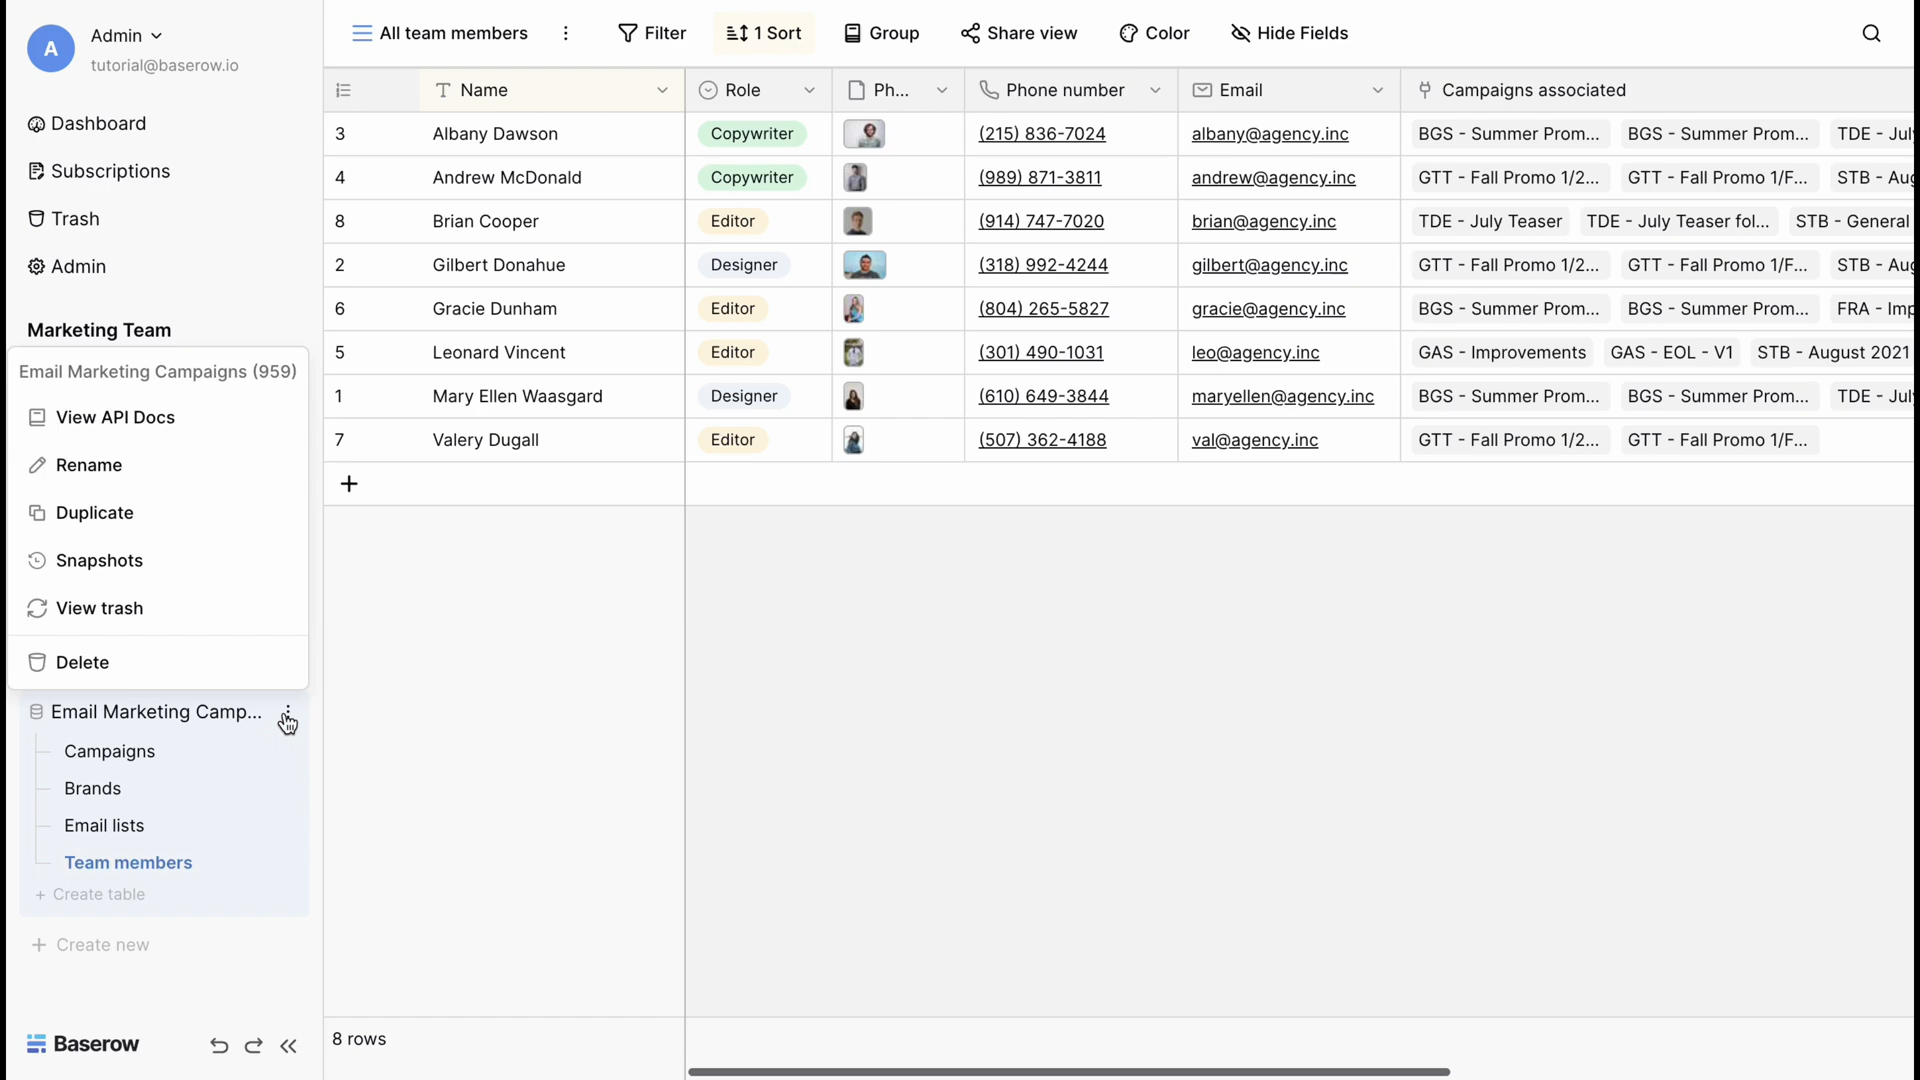 A
Admin
tutorial@baserow.io
Dashboard
Subscriptions
Trash
Admin
Marketing Team
Email Marketing Campaigns (959)
View API Docs
Rename
Duplicate
Snapshots
View trash
Delete
Email Marketing Camp...
Campaigns
Brands
Email lists
Team members
+ Create table
+ Create new
Baserow
All team members Filter 1 Sort Group Share view Color Hide Fields
Name Role Ph... Phone number Email Campaigns associated
3 Albany Dawson Copywriter (215) 836-7024 albany@agency.inc BGS - Summer Prom... BGS - Summer Prom... TDE - July
4 Andrew McDonald Copywriter (989) 871-3811 andrew@agency.inc GTT - Fall Promo 1/2... GTT - Fall Promo 1/F... STB - Aug
8 Brian Cooper Editor (914) 747-7020 brian@agency.inc TDE - July Teaser TDE - July Teaser fol... STB - General
2 Gilbert Donahue Designer (318) 992-4244 gilbert@agency.inc GTT - Fall Promo 1/2... GTT - Fall Promo 1/F... STB - Aug
6 Gracie Dunham Editor (804) 265-5827 gracie@agency.inc BGS - Summer Prom... BGS - Summer Prom... FRA - Imp
5 Leonard Vincent Editor (301) 490-1031 leo@agency.inc GAS - Improvements GAS - EOL - V1 STB - August 2021
1 Mary Ellen Waasgard Designer (610) 649-3844 maryellen@agency.inc BGS - Summer Prom... BGS - Summer Prom... TDE - July
7 Valery Dugall Editor (507) 362-4188 val@agency.inc GTT - Fall Promo 1/2... GTT - Fall Promo 1/F...
+
8 rows